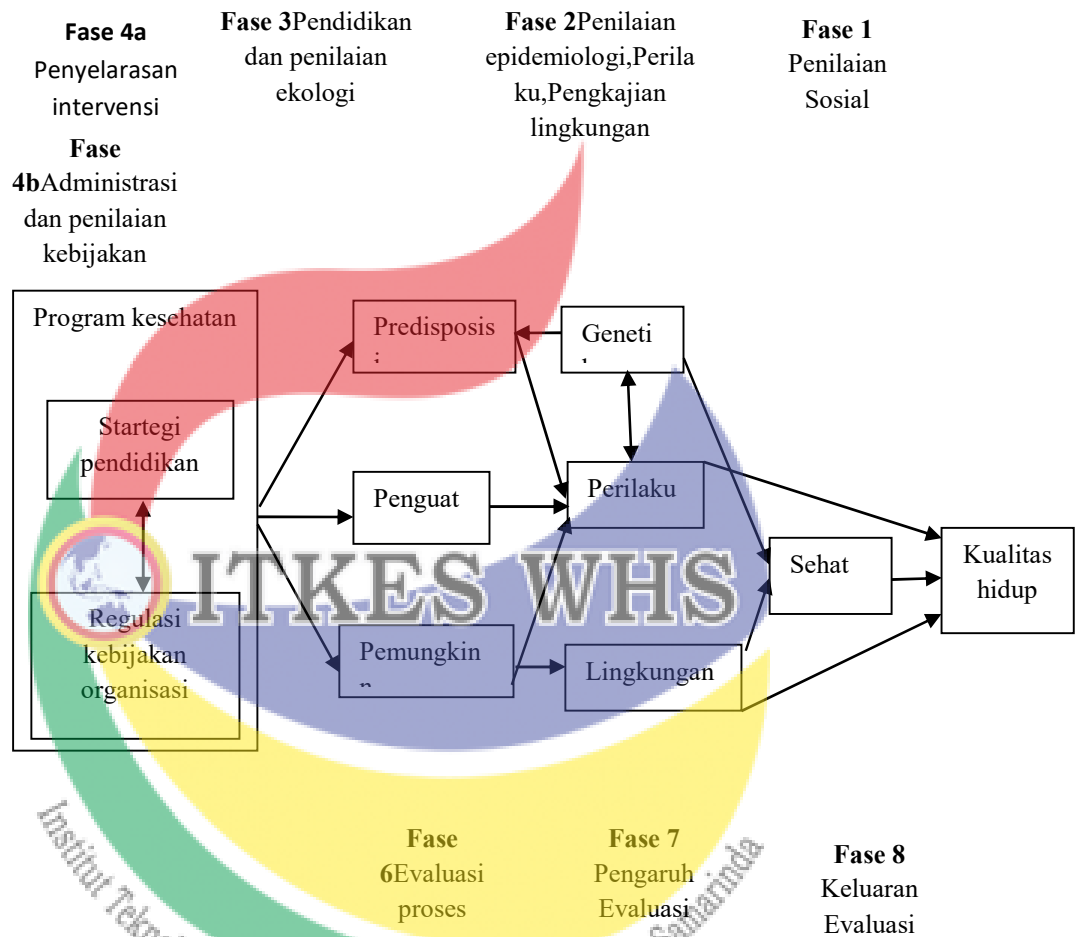 Fase 4a
Penyelarasan
intervensi
Fase
4bAdministrasi
dan penilaian
kebijakan
Fase 3Pendidikan
dan penilaian
ekologi
Fase 2Penilaian
epidemiologi,Perila
ku,Pengkajian
lingkungan
Fase 1
Penilaian
Sosial
Program kesehatan
Startegi
pendidikan
Regulasi
kebijakan
organisasi
Predisposis
i
Penguat
Pemungkin
Geneti
Perilaku
Lingkungan
Sehat
Kualitas
hidup
ITKES WHS
Fase
6Evaluasi
proses
Fase 7
Pengaruh
Evaluasi
Fase 8
Keluaran
Evaluasi
Institut
Samarinda